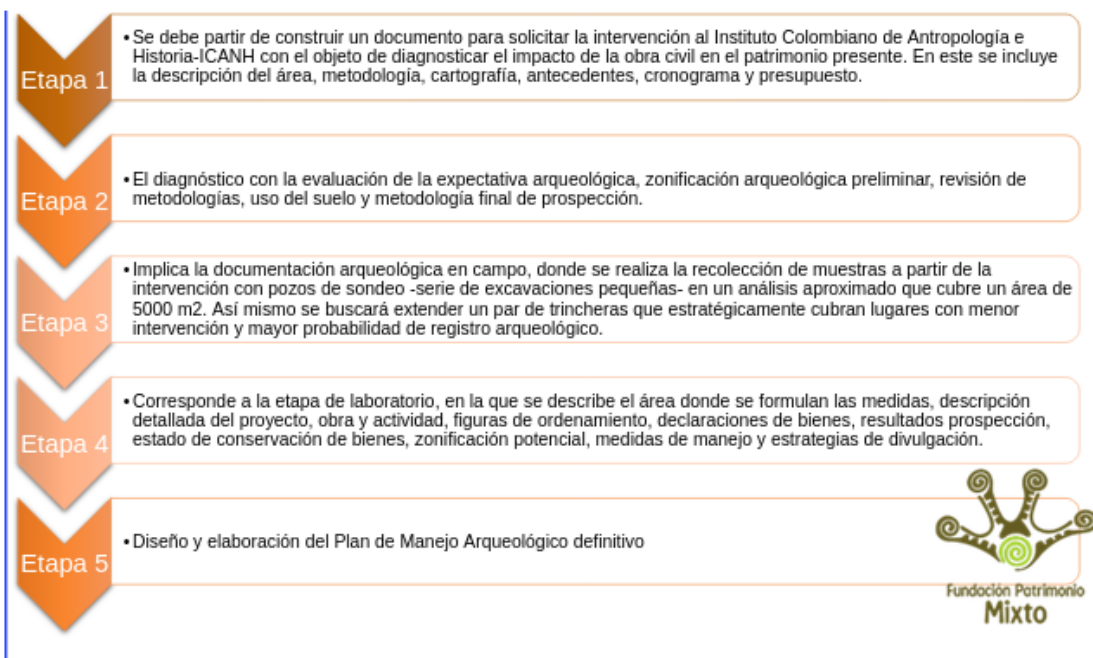 Etapa 1
• Se debe partir de construir un documento para solicitar la intervención al Instituto Colombiano de Antropología e
Historia-ICANH con el objeto de diagnosticar el impacto de la obra civil en el patrimonio presente. En este se incluye
la descripción del área, metodología, cartografía, antecedentes, cronograma y presupuesto.
Etapa 2
• El diagnóstico con la evaluación de la expectativa arqueológica, zonificación arqueológica preliminar, revisión de
metodologías, uso del suelo y metodología final de prospección.
Etapa 3
• Implica la documentación arqueológica en campo, donde se realiza la recolección de muestras a partir de la
intervención con pozos de sondeo -serie de excavaciones pequeñas- en un análisis aproximado que cubre un área de
5000 m2. Así mismo se buscará extender un par de trincheras que estratégicamente cubran lugares con menor
intervención y mayor probabilidad de registro arqueológico.
Etapa 4
• Corresponde a la etapa de laboratorio, en la que se describe el área donde se formulan las medidas, descripción
detallada del proyecto, obra y actividad, figuras de ordenamiento, declaraciones de bienes, resultados prospección,
estado de conservación de bienes, zonificación potencial, medidas de manejo y estrategias de divulgación.
Etapa 5
• Diseño y elaboración del Plan de Manejo Arqueológico definitivo
Fundación Patrimonio
Mixto